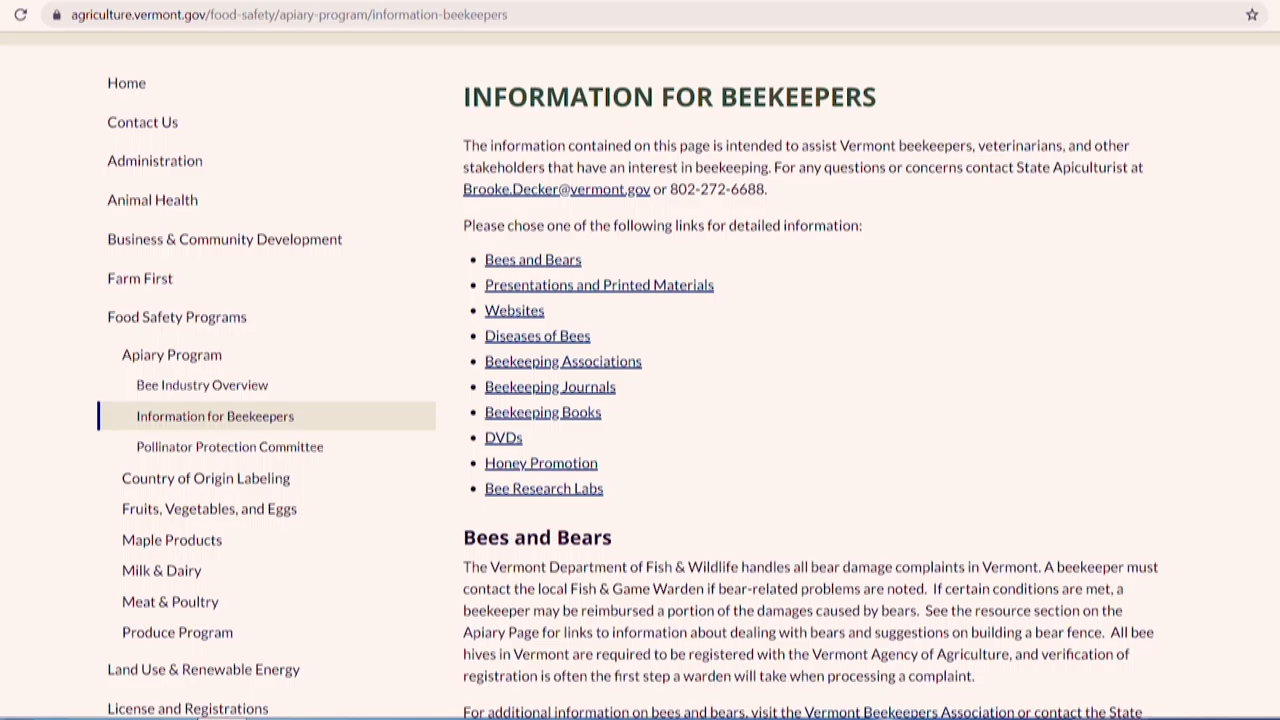 agriculture.vermont.gov/food-safety/apiary-program/information-beekeepers
Home
Contact Us
Administration
Animal Health
Business & Community Development
Farm First
Food Safety Programs
Apiary Program
Bee Industry Overview
Information for Beekeepers
Pollinator Protection Committee
Country of Origin Labeling
Fruits, Vegetables, and Eggs
Maple Products
Milk & Dairy
Meat & Poultry
Produce Program
Land Use & Renewable Energy
License and Registrations
INFORMATION FOR BEEKEEPERS
The information contained on this page is intended to assist Vermont beekeepers, veterinarians, and other
stakeholders that have an interest in beekeeping. For any questions or concerns contact State Apiculturist at
Brooke.Decker@vermont.gov or 802-272-6688.
Please chose one of the following links for detailed information:
• Bees and Bears
• Presentations and Printed Materials
• Websites
• Diseases of Bees
• Beekeeping Associations
• Beekeeping Journals
• Beekeeping Books
• DVDs
• Honey Promotion
• Bee Research Labs
Bees and Bears
The Vermont Department of Fish & Wildlife handles all bear damage complaints in Vermont. A beekeeper must
contact the local Fish & Game Warden if bear-related problems are noted. If certain conditions are met, a
beekeeper may be reimbursed a portion of the damages caused by bears. See the resource section on the
Apiary Page for links to information about dealing with bears and suggestions on building a bear fence. All bee
hives in Vermont are required to be registered with the Vermont Agency of Agriculture, and verification of
registration is often the first step a warden will take when processing a complaint.
For additional information on bees and bears, visit the Vermont Beekeepers Association or contact the State